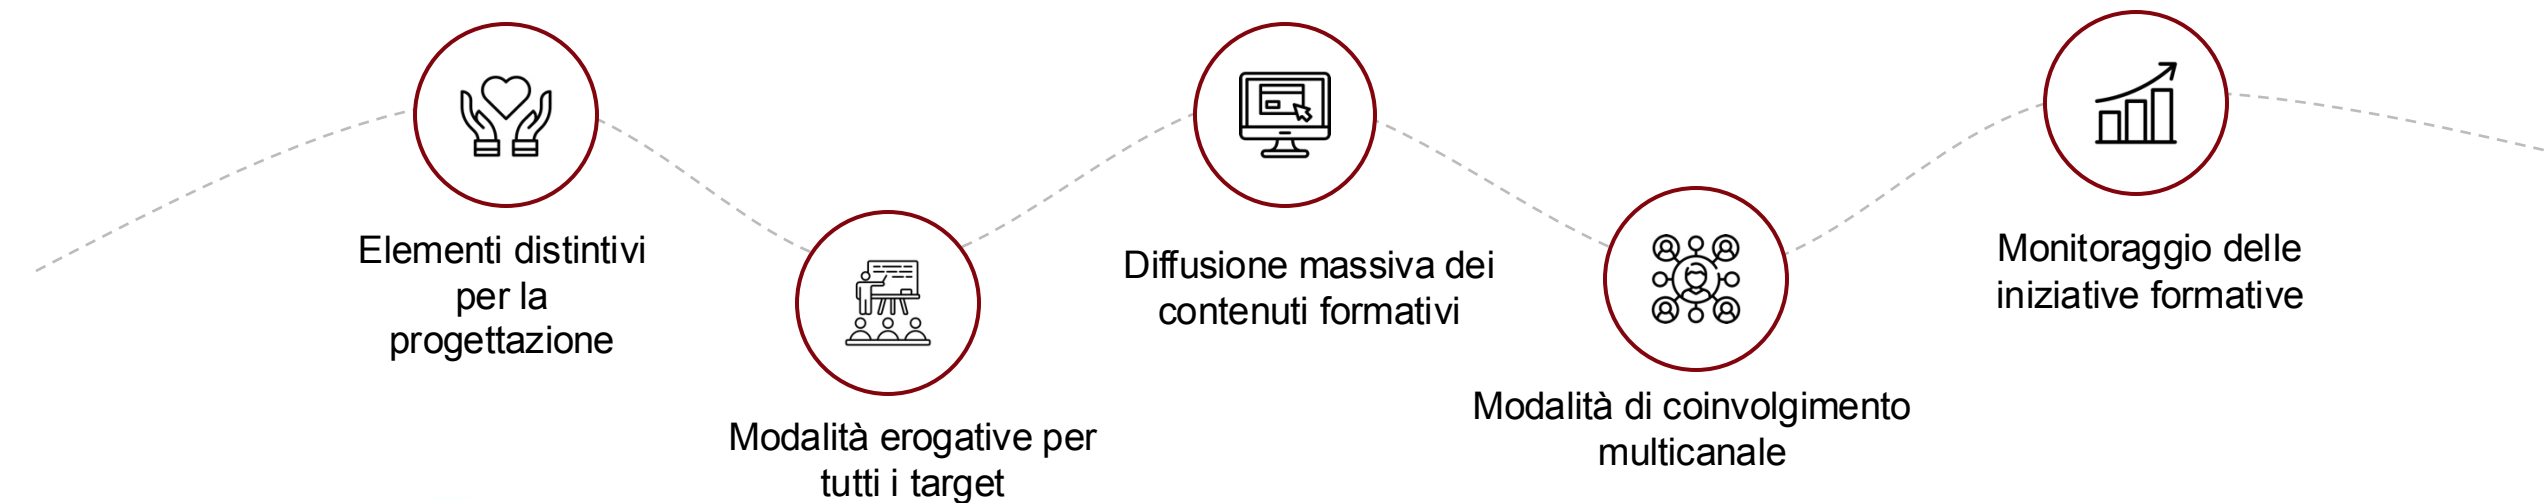 Elementi distintivi
per la
progettazione
Modalità erogative per
tutti i target
Diffusione massiva dei
contenuti formativi
Modalità di coinvolgimento
multicanale
Monitoraggio delle
iniziative formative